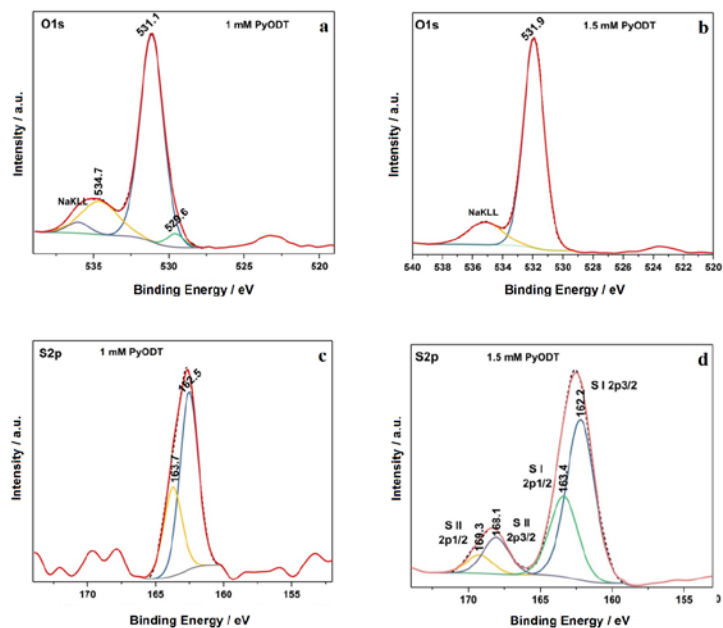 O1s
1 mM PyODT
a
531.1
534.7
NaKLL
529.6
Intensity / a.u.
535
530
525
520
Binding Energy / eV
O1s
1.5 mM PyODT
b
531.9
NaKLL
Intensity / a.u.
540
538
536
534
532
530
528
526
524
522
520
Binding Energy / eV
S2p
1 mM PyODT
c
162.5
163.7
Intensity / a.u.
170
165
160
155
Binding Energy / eV
S2p
1.5 mM PyODT
d
S I 2p3/2
162.2
S I
2p1/2
163.4
S II
2p1/2
169.3
168.1
S II
2p3/2
Intensity / a.u.
170
165
160
155
Binding Energy / eV